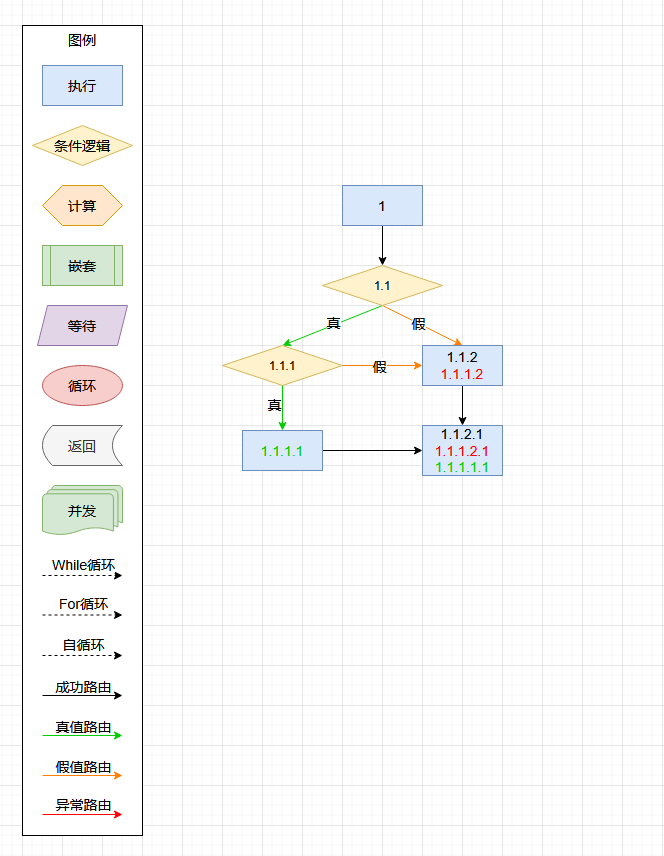 图例
执行
条件逻辑
计算
嵌套
等待
循环
返回
并发
While循环
For循环
自循环
成功路由
真值路由
假值路由
异常路由
1
1.1
真
假
1.1.1
假
1.1.2
1.1.1.2
真
1.1.1.1
1.1.2.1
1.1.1.2.1
1.1.1.1.1